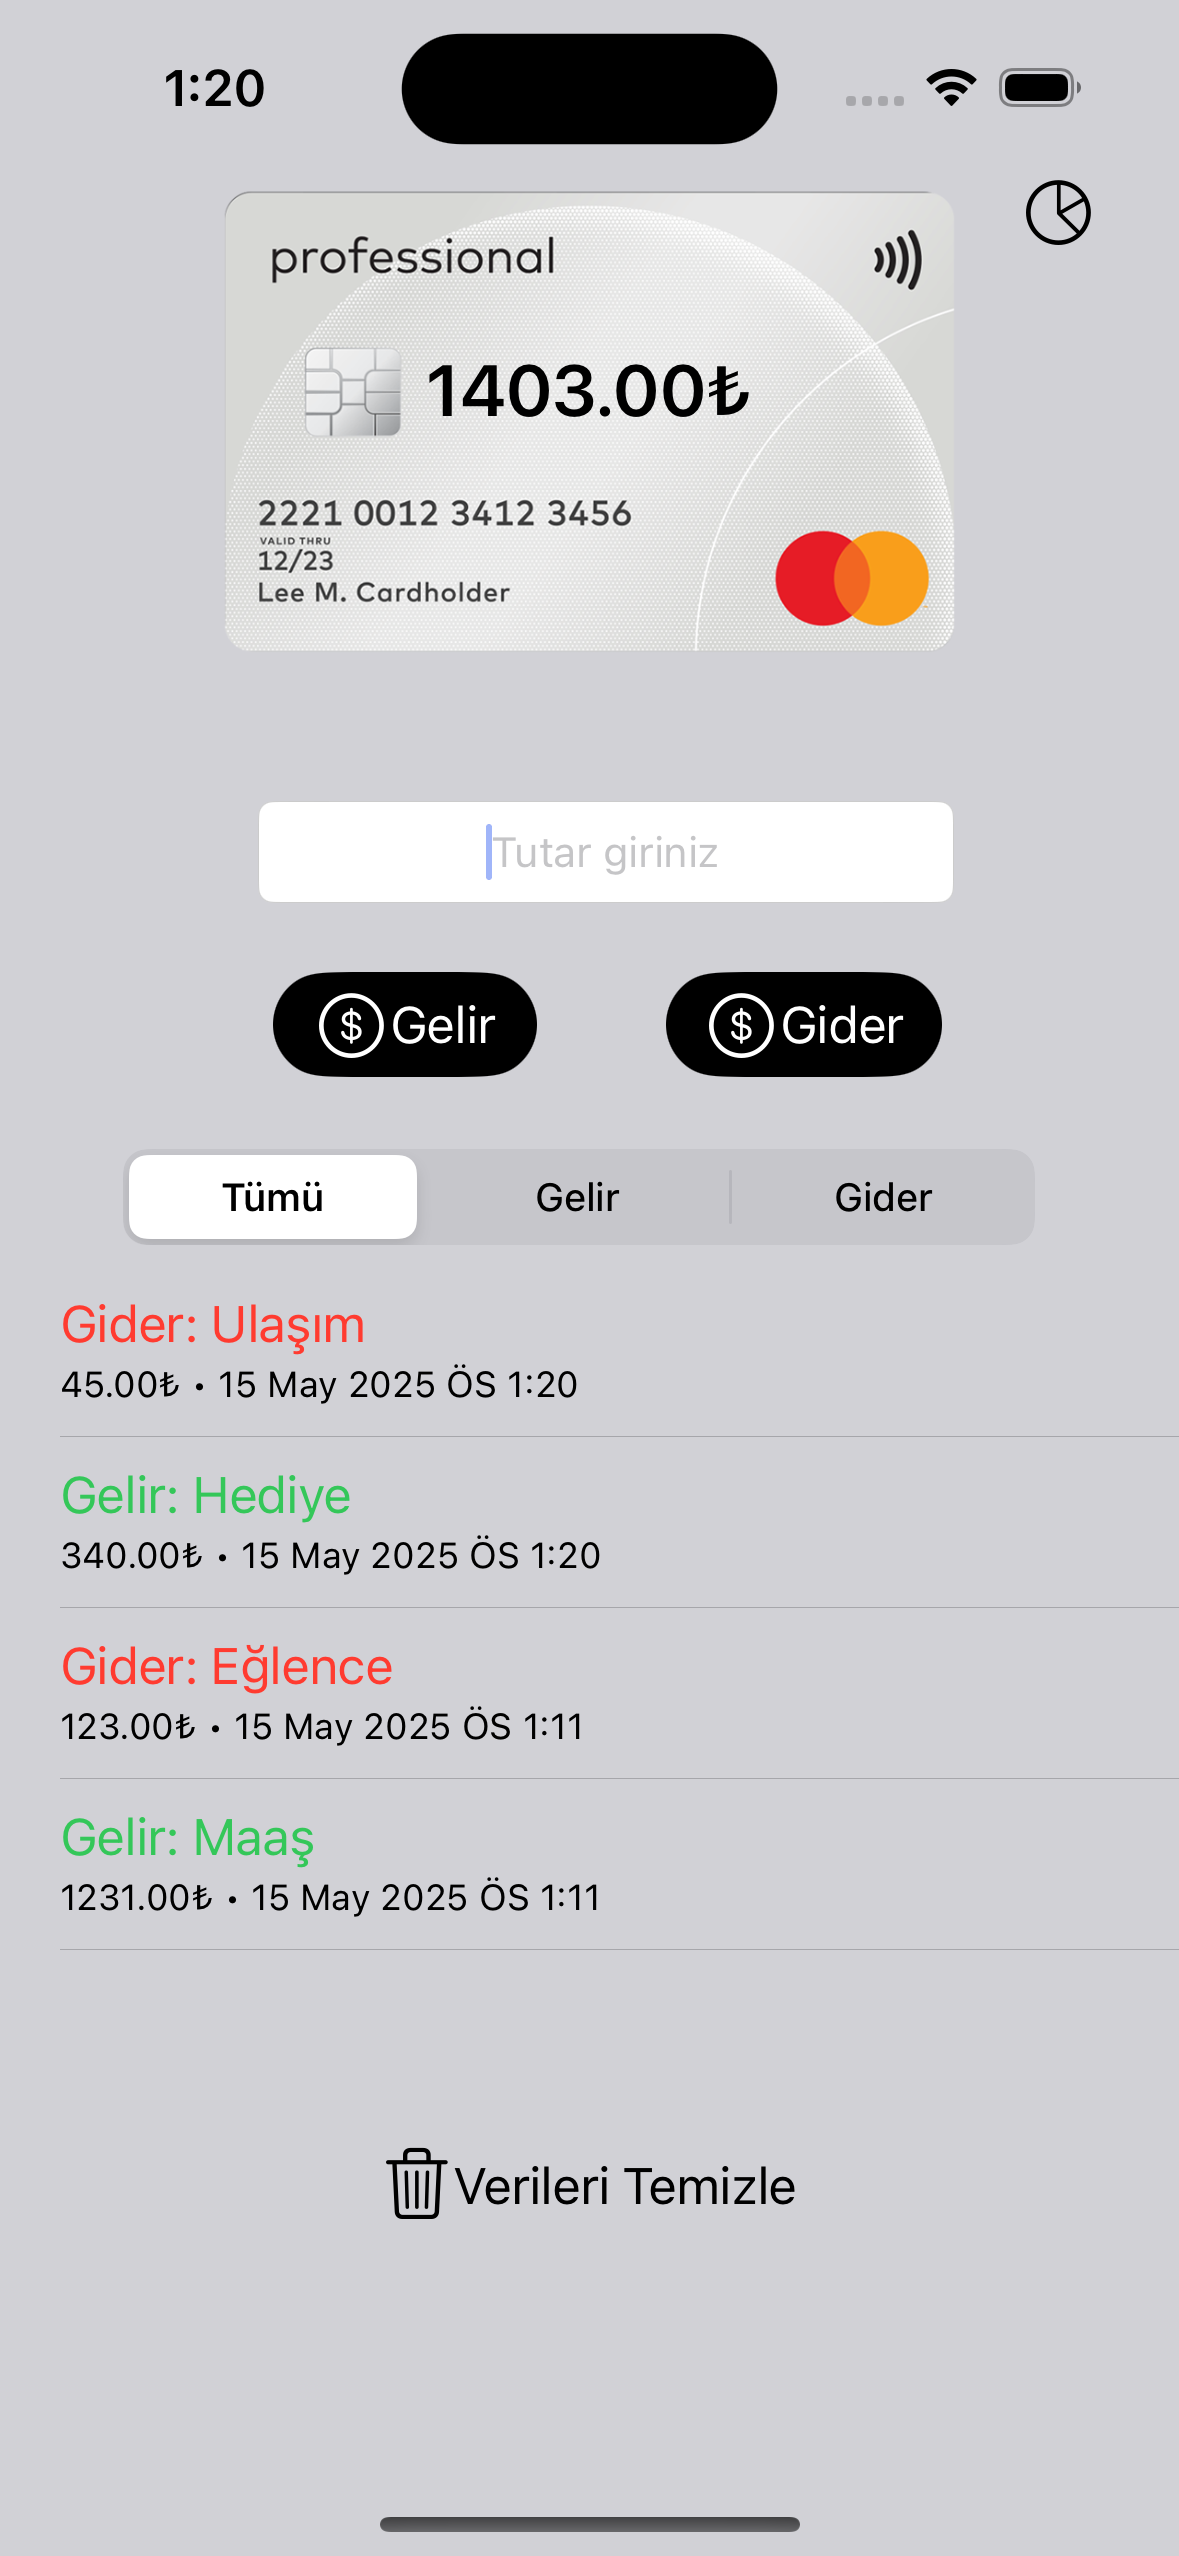 1:20
professional
1403.00₺
2221 0012 3412 3456
VALID THRU
12/23
Lee M. Cardholder
Tutar giriniz
$ Gelir
$ Gider
Tümü
Gelir
Gider
Gider: Ulaşım
45.00₺ • 15 May 2025 ÖS 1:20
Gelir: Hediye
340.00₺ • 15 May 2025 ÖS 1:20
Gider: Eğlence
123.00₺ • 15 May 2025 ÖS 1:11
Gelir: Maaş
1231.00₺ • 15 May 2025 ÖS 1:11
Verileri Temizle